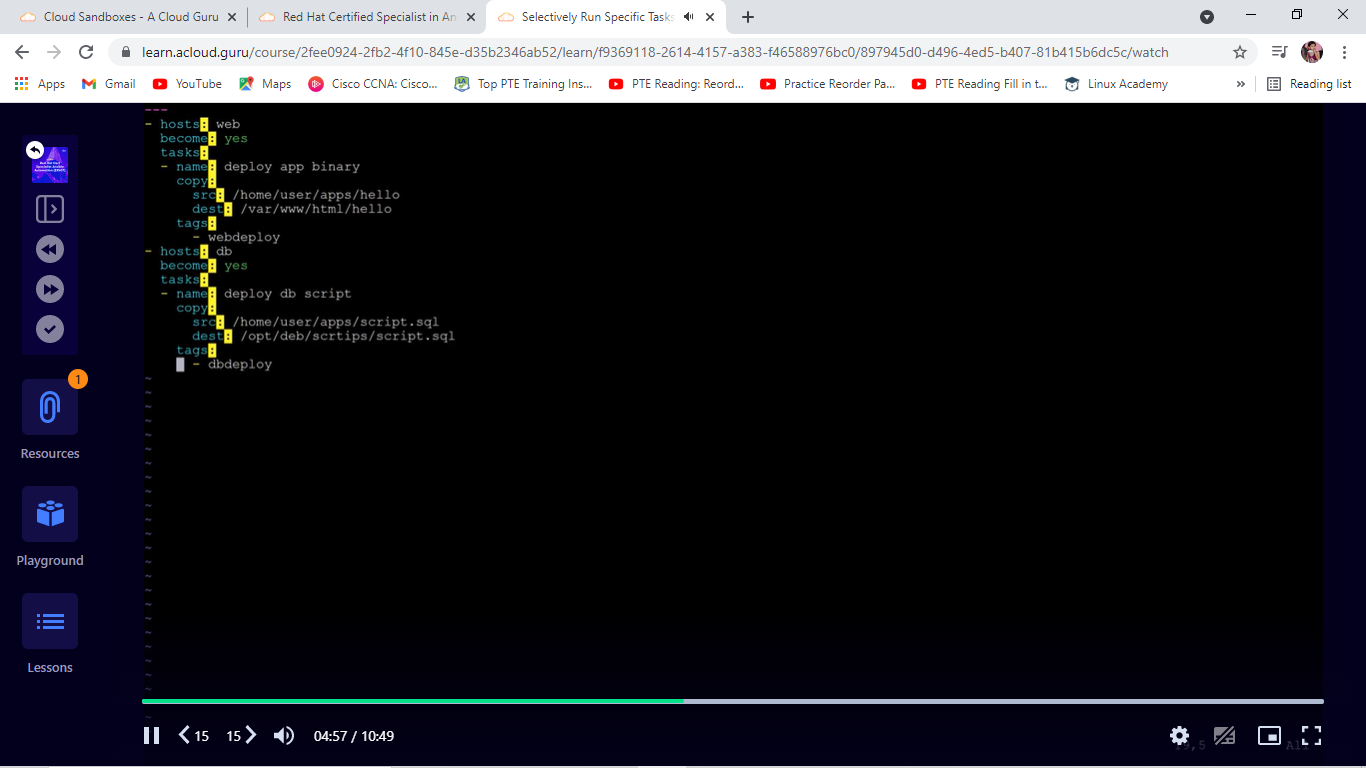 Cloud Sandboxes - A Cloud Guru
Red Hat Certified Specialist in An
Selectively Run Specific Tasks
learn.acloud.guru/course/2fee0924-2fb2-4f10-845e-d35b2346ab52/learn/f9369118-2614-4157-a383-f46588976bc0/897945d0-d496-4ed5-b407-81b415b6dc5c/watch
Apps
Gmail
YouTube
Maps
Cisco CCNA: Cisco...
Top PTE Training Ins...
PTE Reading: Reord...
Practice Reorder Pa...
PTE Reading Fill in t...
Linux Academy
»
Reading list
---
- hosts: web
  become: yes
  tasks:
  - name: deploy app binary
    copy:
      src: /home/user/apps/hello
      dest: /var/www/html/hello
    tags:
      - webdeploy
- hosts: db
  become: yes
  tasks:
  - name: deploy db script
    copy:
      src: /home/user/apps/script.sql
      dest: /opt/deb/scrtips/script.sql
    tags:
      - dbdeploy
1
Resources
Playground
Lessons
15
15
04:57 / 10:49